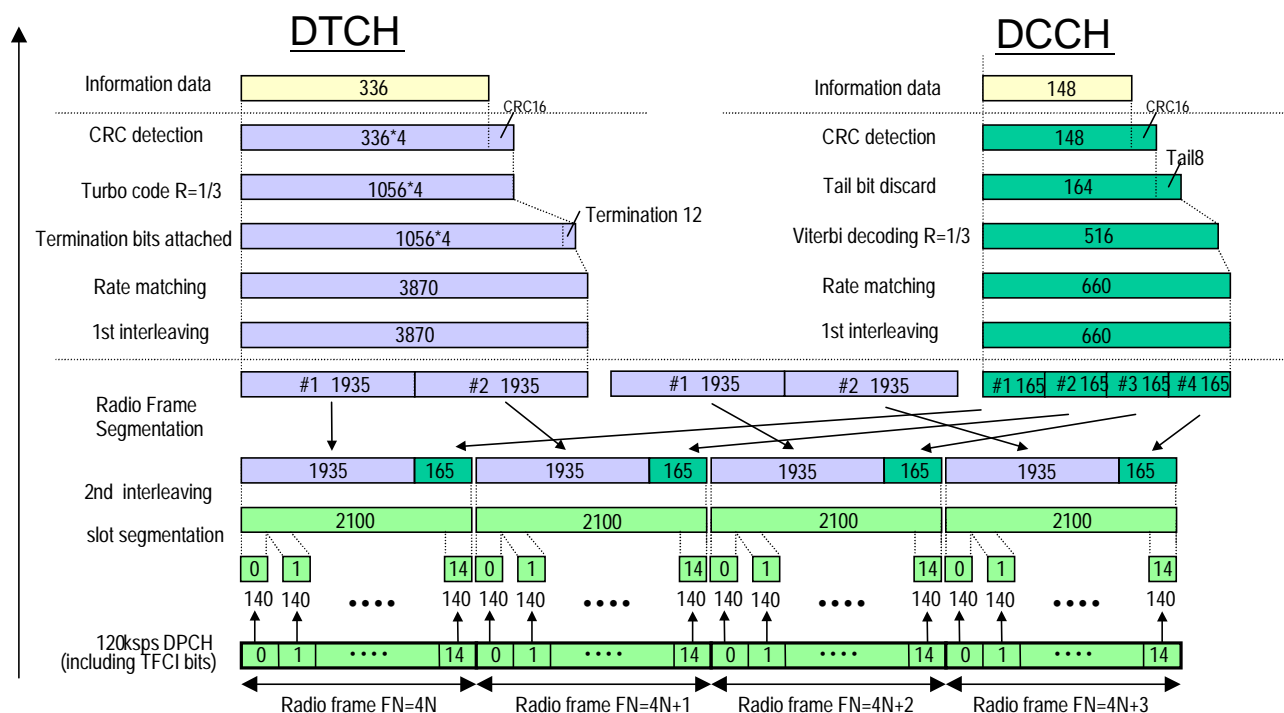 DTCH
DCCH
Information data
336
Information data
148
CRC16
CRC16
CRC detection
336*4
CRC detection
148
Tail8
Turbo code R=1/3
1056*4
Tail bit discard
164
Termination 12
Termination bits attached
1056*4
Viterbi decoding R=1/3
516
Rate matching
3870
Rate matching
660
1st interleaving
3870
1st interleaving
660
#1 1935
#2 1935
#1 1935
#2 1935
#1 165
#2 165
#3 165
#4 165
Radio Frame
Segmentation
1935
165
1935
165
1935
165
1935
165
2nd interleaving
2100
2100
2100
2100
slot segmentation
0
1
14
0
1
14
0
1
14
0
1
14
140
140
••••
140
140
140
••••
140
140
140
••••
140
140
140
••••
140
120ksps DPCH
(including TFCI bits)
0
1
••••
14
0
1
••••
14
0
1
••••
14
0
1
••••
14
Radio frame FN=4N
Radio frame FN=4N+1
Radio frame FN=4N+2
Radio frame FN=4N+3